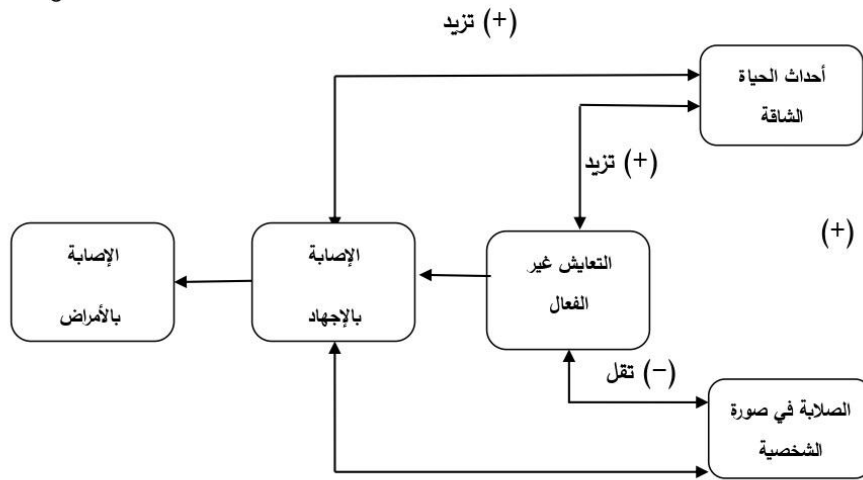 (+) تزيد
أحداث الحياة
الشاقة
(+) تزيد
(+)
التعايش غير
الفعال
الإصابة
بالإجهاد
الإصابة
بالأمراض
(−) تقل
الصلابة في صورة
الشخصية